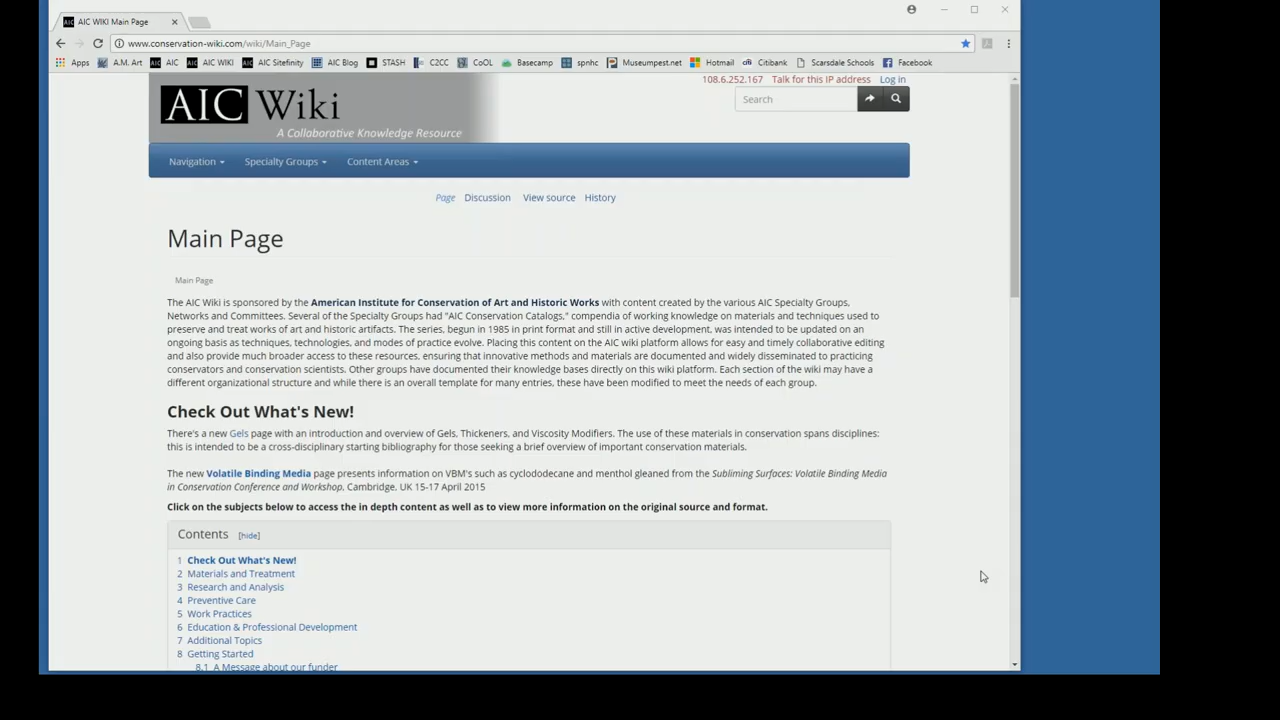 AIC WIKI Main Page
www.conservation-wiki.com/wiki/Main_Page
Apps A.M. Art AIC AIC WIKI AIC Sitefinity AIC Blog STASH C2CC CoOL Basecamp spnhc Museumpest.net Hotmail Citibank Scarsdale Schools Facebook
108.6.252.167 Talk for this IP address Log in
AIC Wiki
A Collaborative Knowledge Resource
Search
Navigation Specialty Groups Content Areas
Page Discussion View source History
Main Page
Main Page
The AIC Wiki is sponsored by the American Institute for Conservation of Art and Historic Works with content created by the various AIC Specialty Groups,
Networks and Committees. Several of the Specialty Groups had "AIC Conservation Catalogs," compendia of working knowledge on materials and techniques used to
preserve and treat works of art and historic artifacts. The series, begun in 1985 in print format and still in active development, was intended to be updated on an
ongoing basis as techniques, technologies, and modes of practice evolve. Placing this content on the AIC wiki platform allows for easy and timely collaborative editing
and also provide much broader access to these resources, ensuring that innovative methods and materials are documented and widely disseminated to practicing
conservators and conservation scientists. Other groups have documented their knowledge bases directly on this wiki platform. Each section of the wiki may have a
different organizational structure and while there is an overall template for many entries, these have been modified to meet the needs of each group.
Check Out What's New!
There's a new Gels page with an introduction and overview of Gels, Thickeners, and Viscosity Modifiers. The use of these materials in conservation spans disciplines:
this is intended to be a cross-disciplinary starting bibliography for those seeking a brief overview of important conservation materials.
The new Volatile Binding Media page presents information on VBM's such as cyclododecane and menthol gleaned from the Subliming Surfaces: Volatile Binding Media
in Conservation Conference and Workshop, Cambridge, UK 15-17 April 2015
Click on the subjects below to access the in depth content as well as to view more information on the original source and format.
Contents [hide]
1 Check Out What's New!
2 Materials and Treatment
3 Research and Analysis
4 Preventive Care
5 Work Practices
6 Education & Professional Development
7 Additional Topics
8 Getting Started
8.1 A Message about our funder